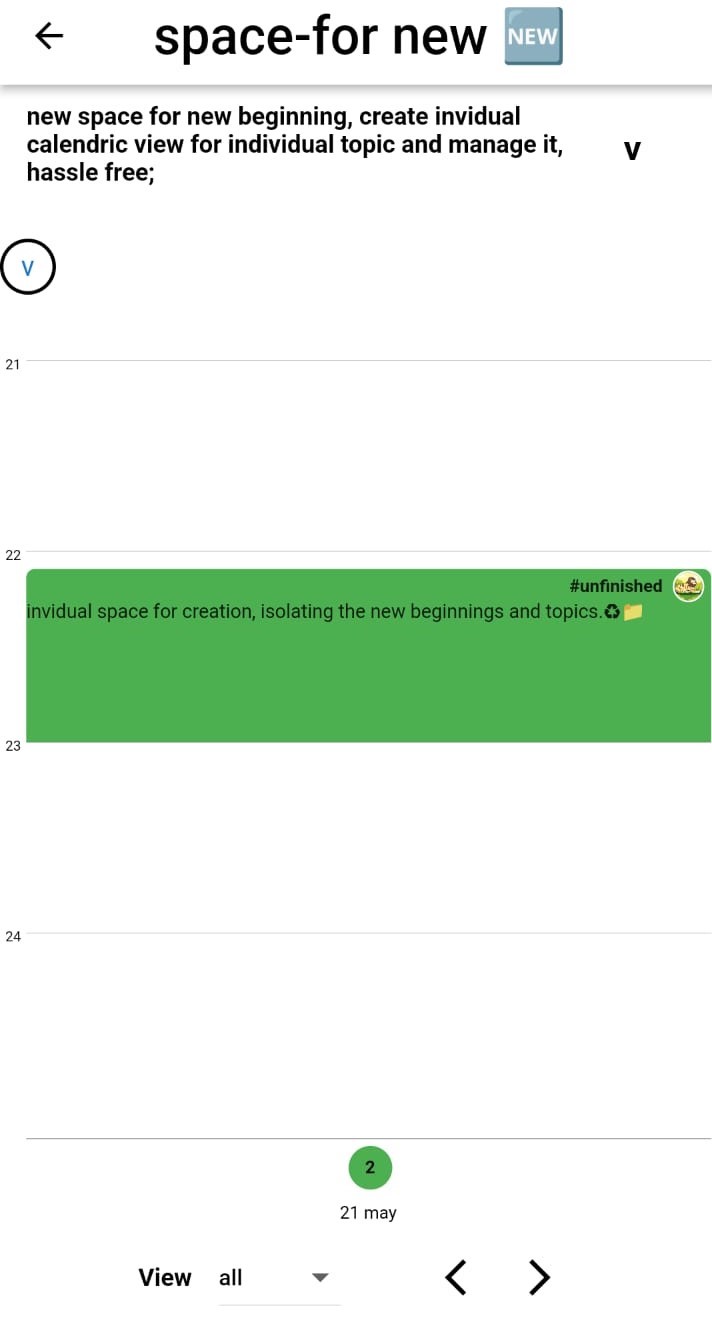 space-for new 🆕
new space for new beginning, create invidual
calendric view for individual topic and manage it,
hassle free;
V
V
21
22
#unfinished
invidual space for creation, isolating the new beginnings and topics.♻📁
23
24
2
21 may
View all